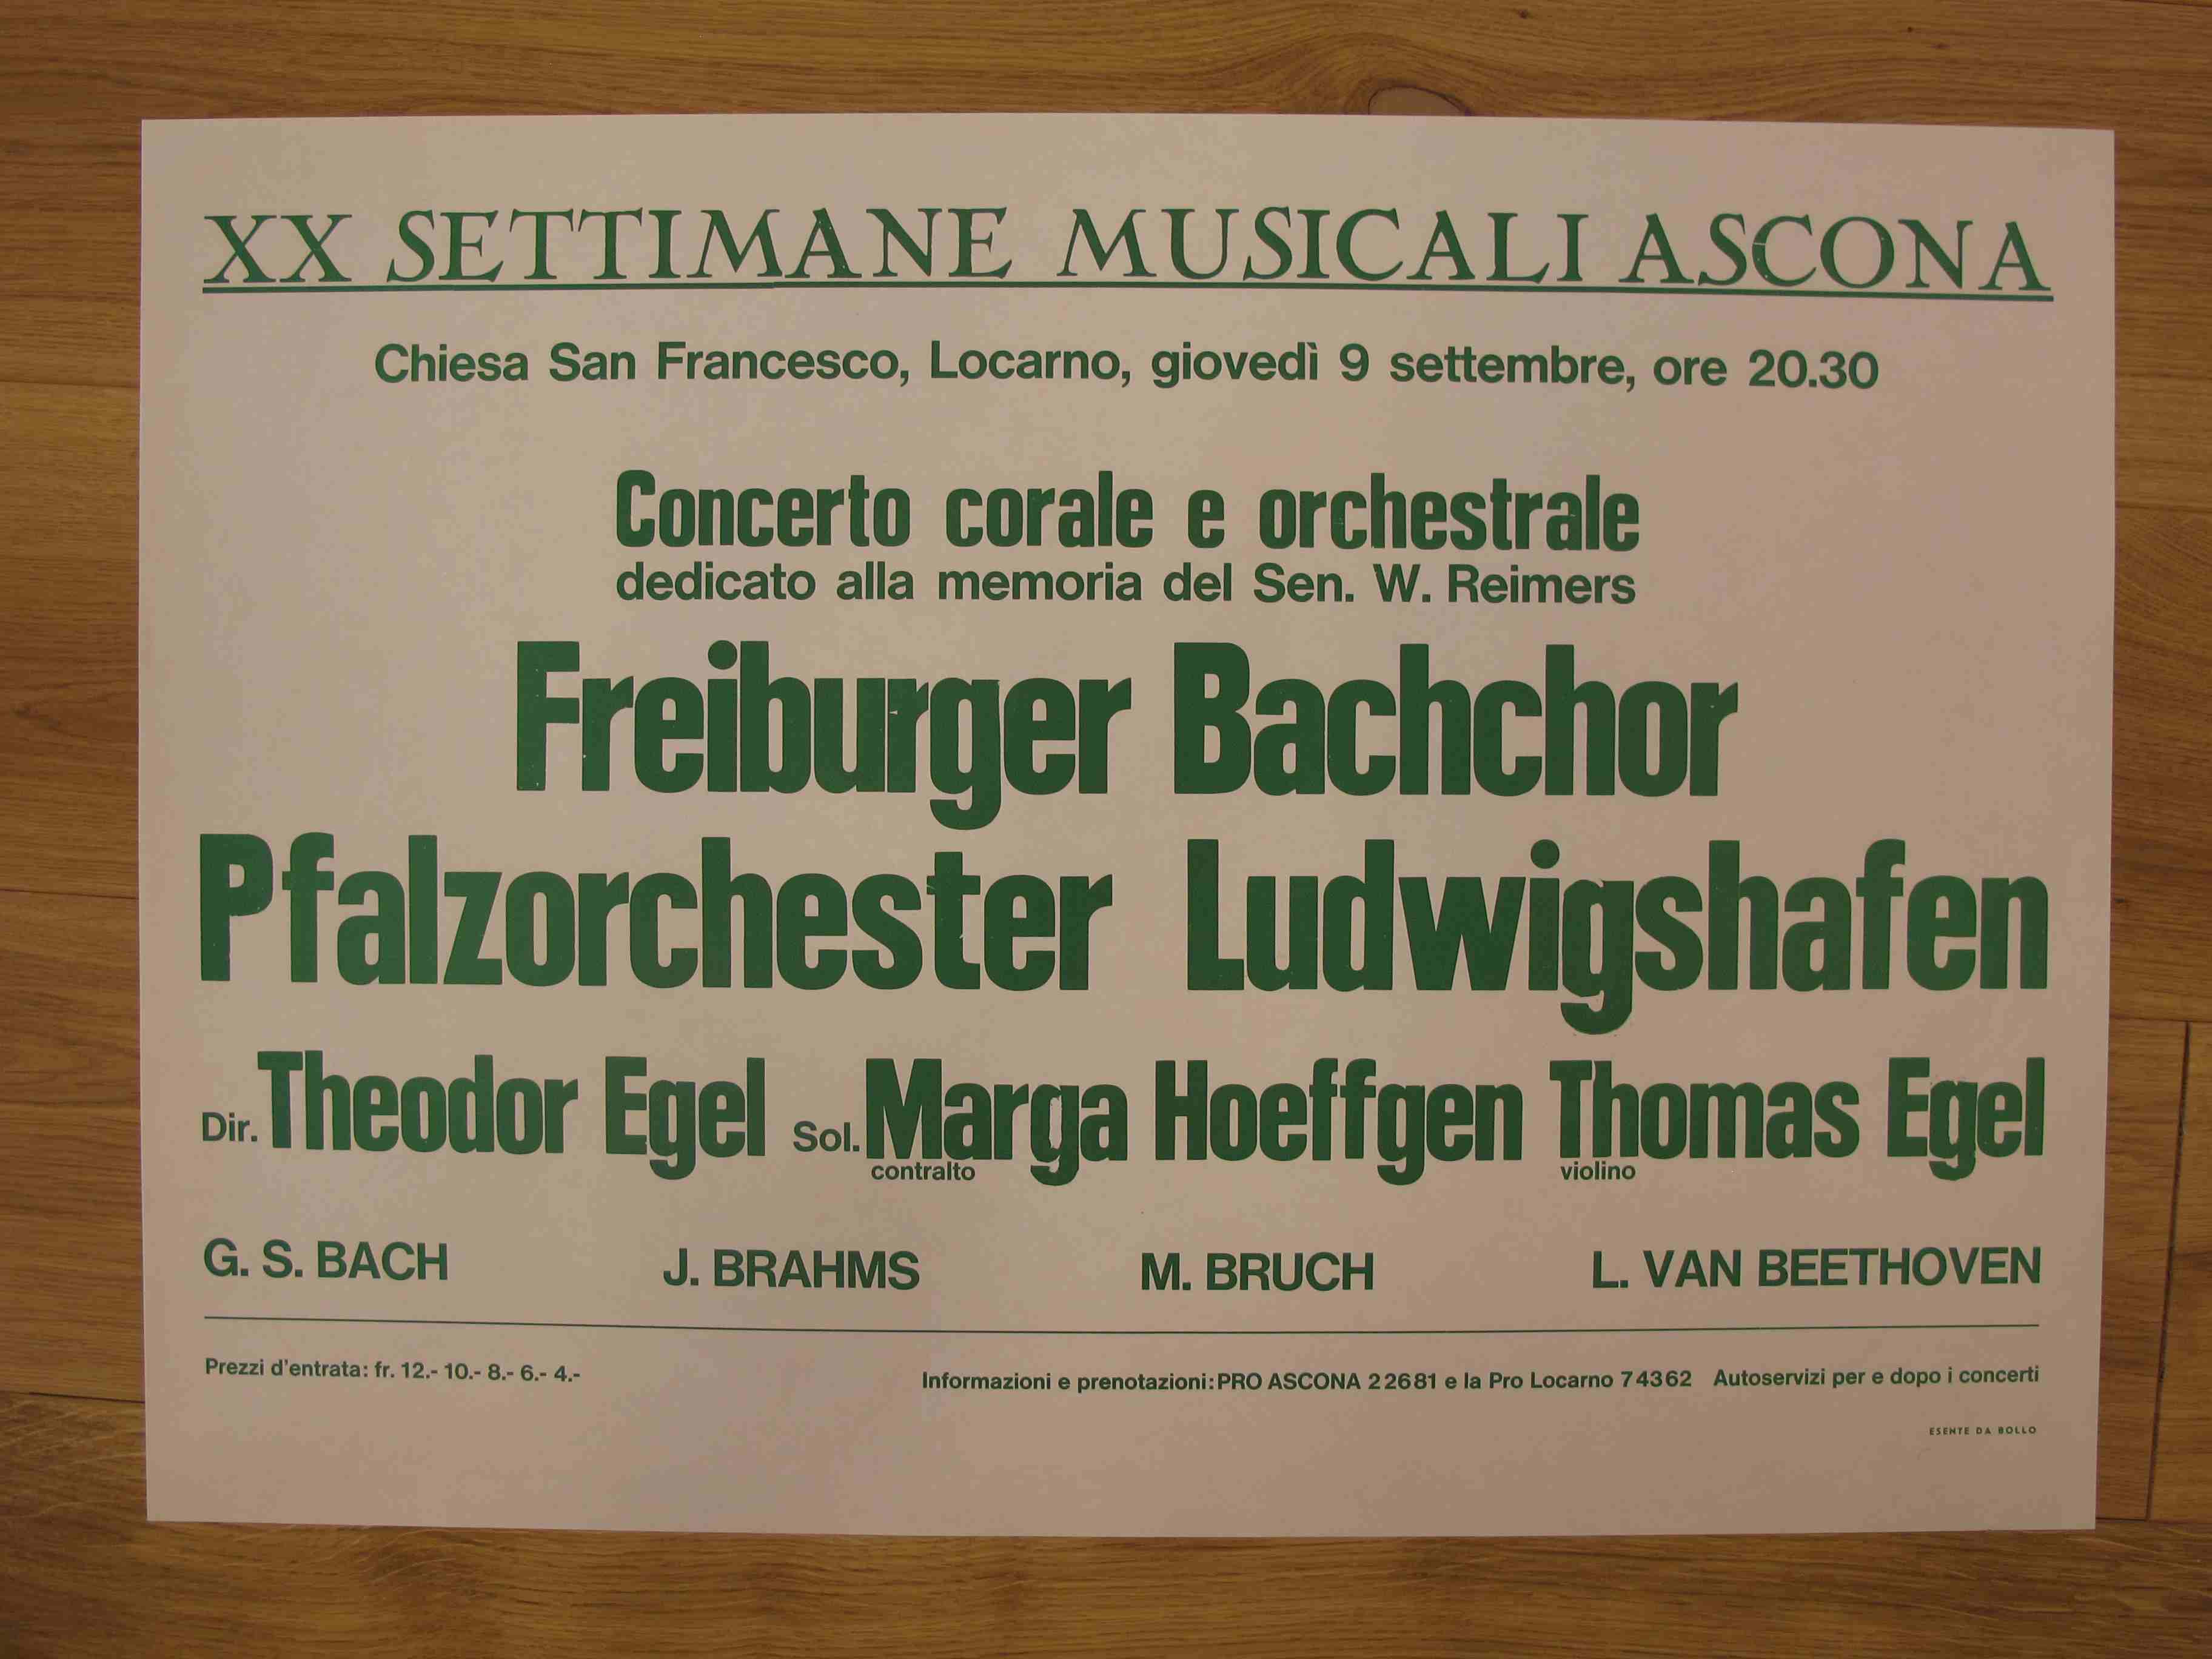 XX SETTIMANE MUSICALI ASCONA
Chiesa San Francesco, Locarno, giovedì 9 settembre, ore 20.30
Concerto corale e orchestrale
dedicato alla memoria del Sen. W. Reimers
Freiburger Bachchor
Pfalzorchester Ludwigshafen
Dir. Theodor Egel Sol. Marga Hoeffgen Thomas Egel
contralto violino
G. S. BACH J. BRAHMS M. BRUCH L. VAN BEETHOVEN
Prezzi d'entrata: fr. 12.- 10.- 8.- 6.- 4.- Informazioni e prenotazioni: PRO ASCONA 22681 e la Pro Locarno 74362 Autoservizi per e dopo i concerti
ESENTE DA BOLLO